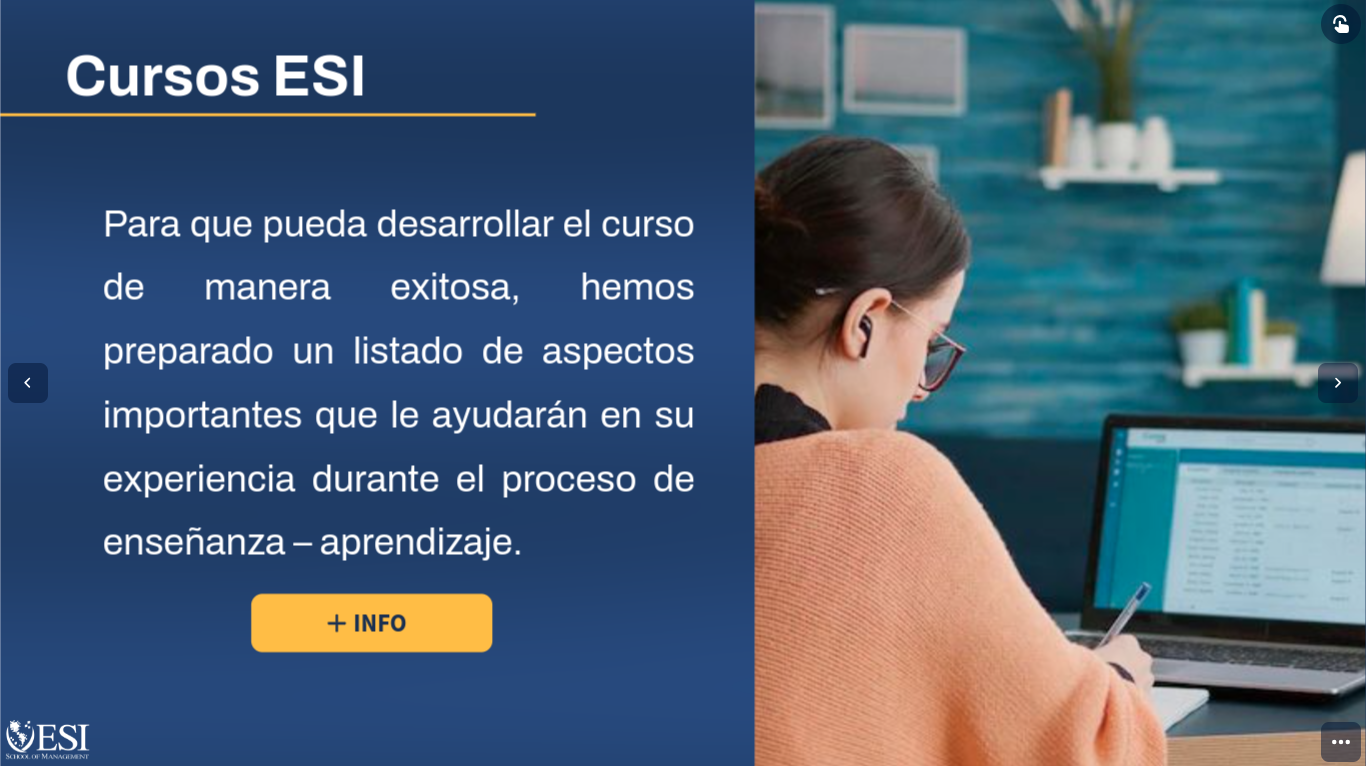 Cursos ESI
Para que pueda desarrollar el curso
de manera exitosa, hemos
preparado un listado de aspectos
importantes que le ayudarán en su
experiencia durante el proceso de
enseñanza – aprendizaje.
+ INFO
ESI
SCHOOL OF MANAGEMENT